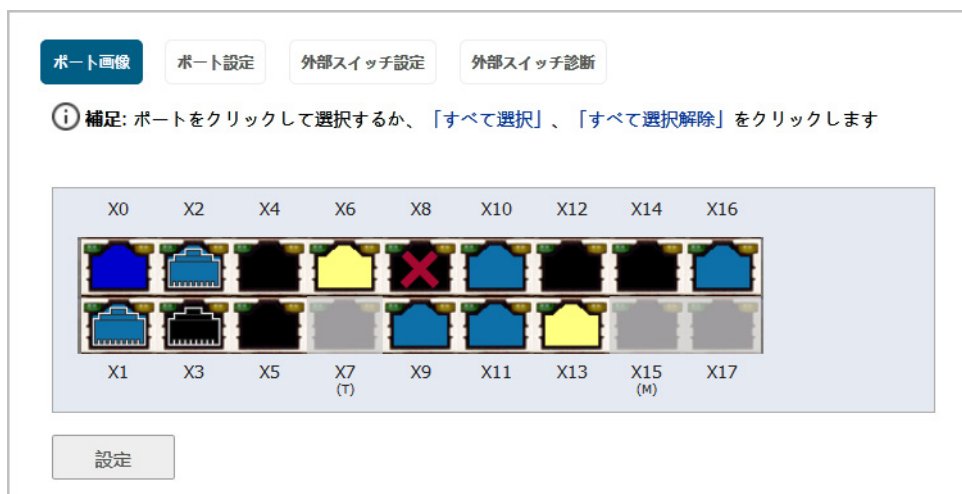 ポート画像 ポート設定 外部スイッチ設定 外部スイッチ診断
補足: ポートをクリックして選択するか、「すべて選択」、「すべて選択解除」をクリックします
X0 X2 X4 X6 X8 X10 X12 X14 X16
X1 X3 X5 X7 X9 X11 X13 X15 X17
(T) (M)
設定